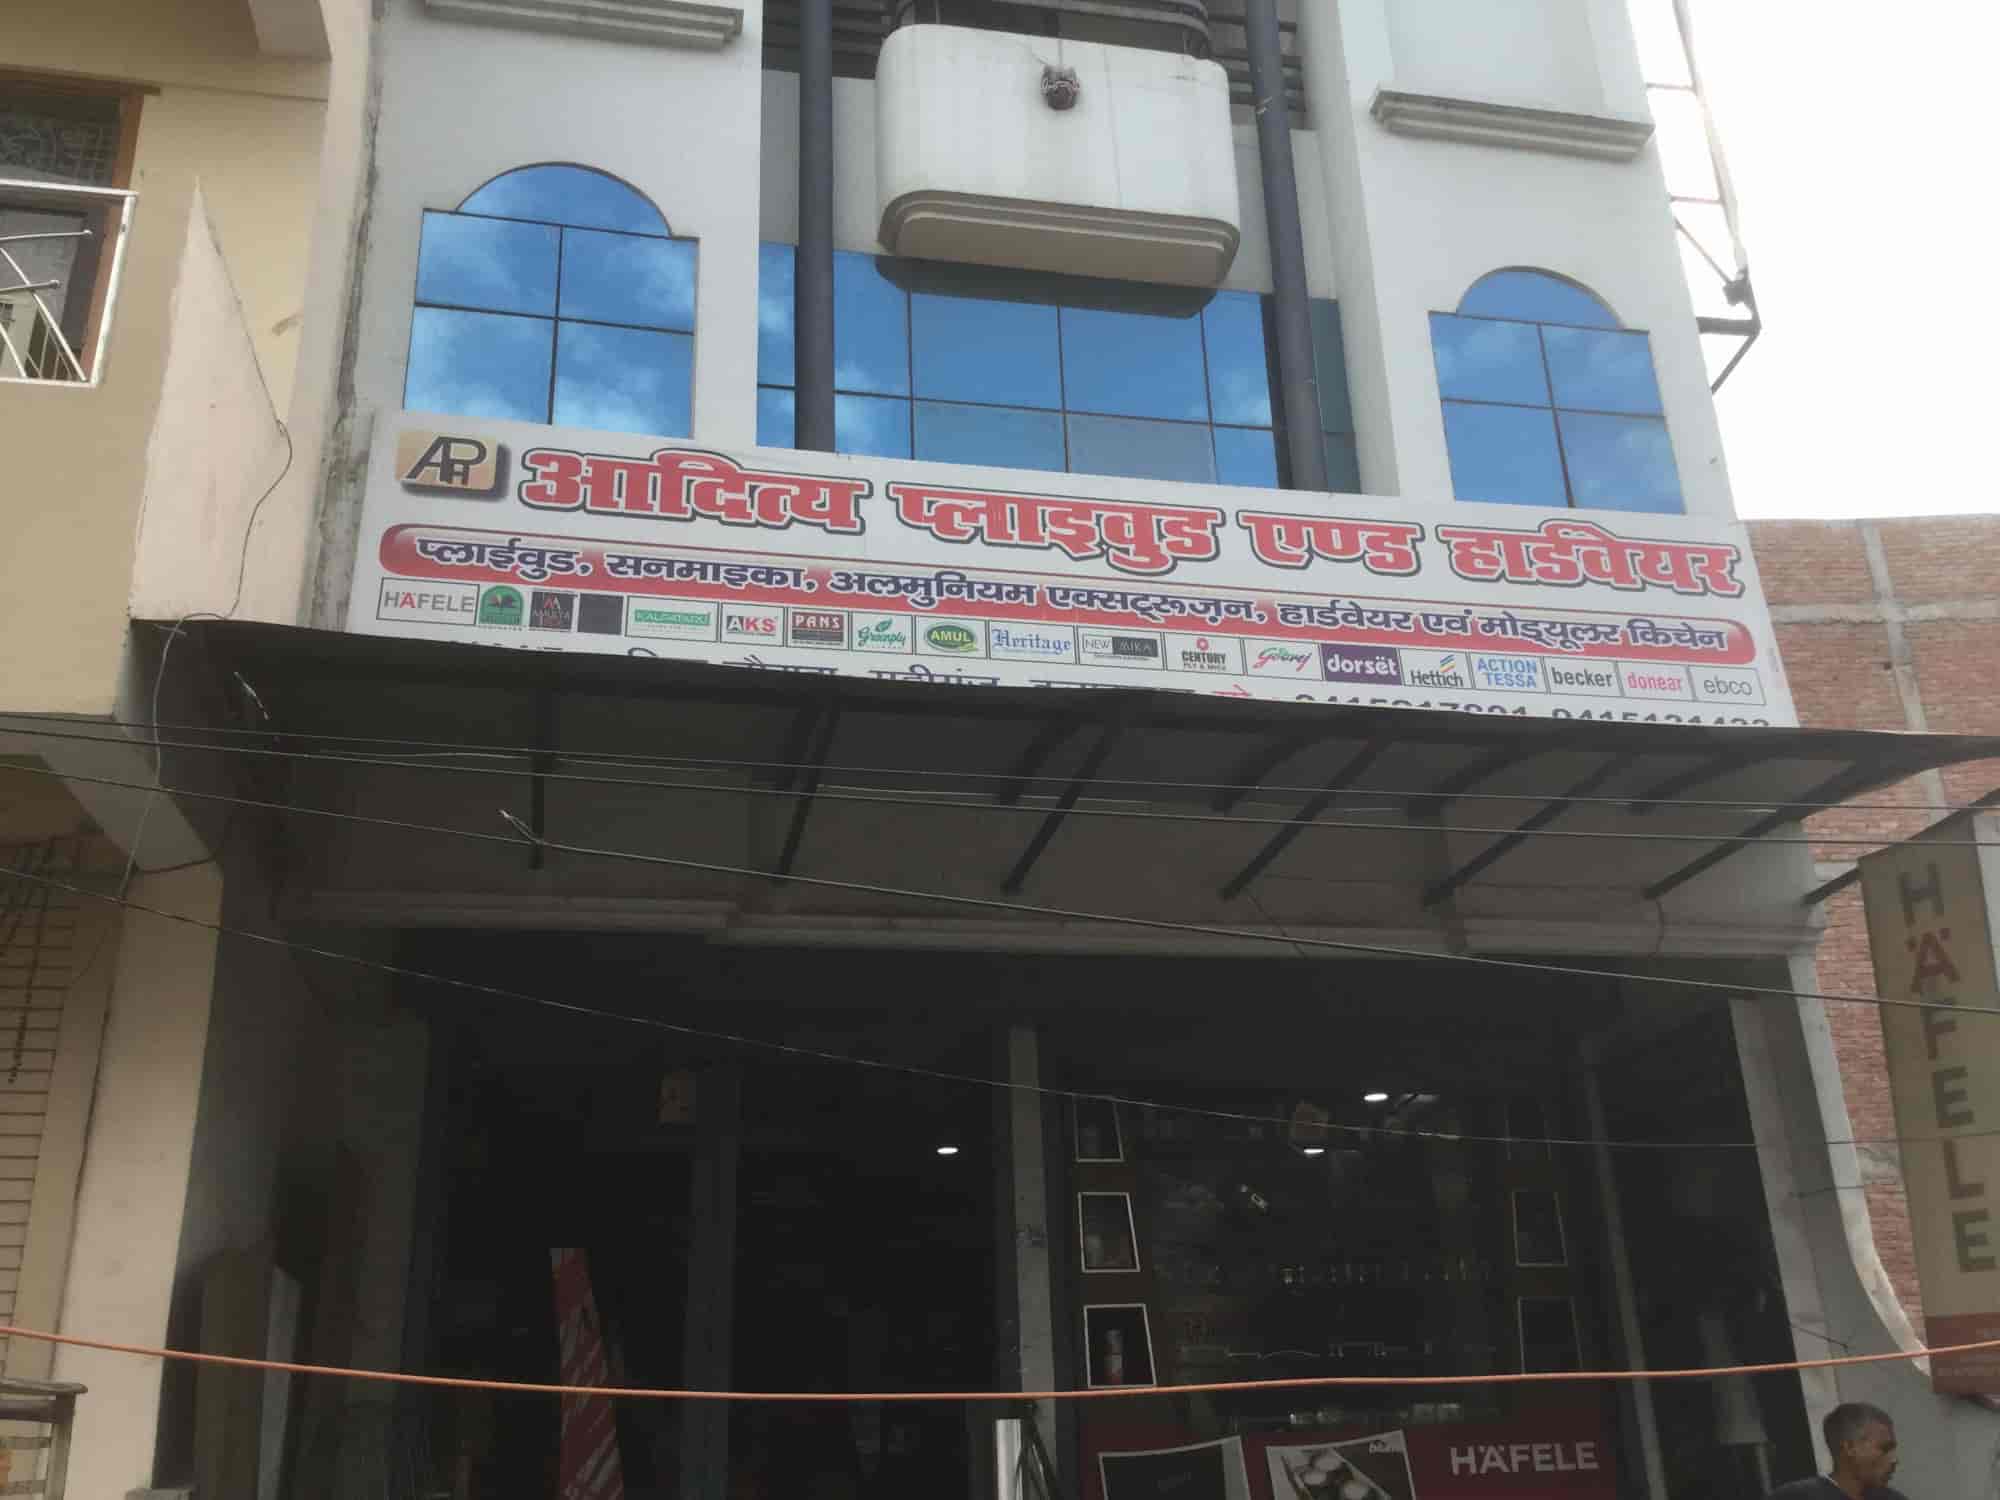 APH आदित्य प्लाइवुड एण्ड हार्डवेयर
प्लाईवुड, सनमाइका, अलमुनियम एक्सट्रूज़न, हार्डवेयर एवं मोड्यूलर किचेन
HÄFELE
AKS
PANS
Greenply
AMUL
Heritage
NEW MIKA
CENTURY
Godrej
dorsët
Hettich
ACTION TESSA
becker
donear
ebco
HÄFELE
HÄFELE